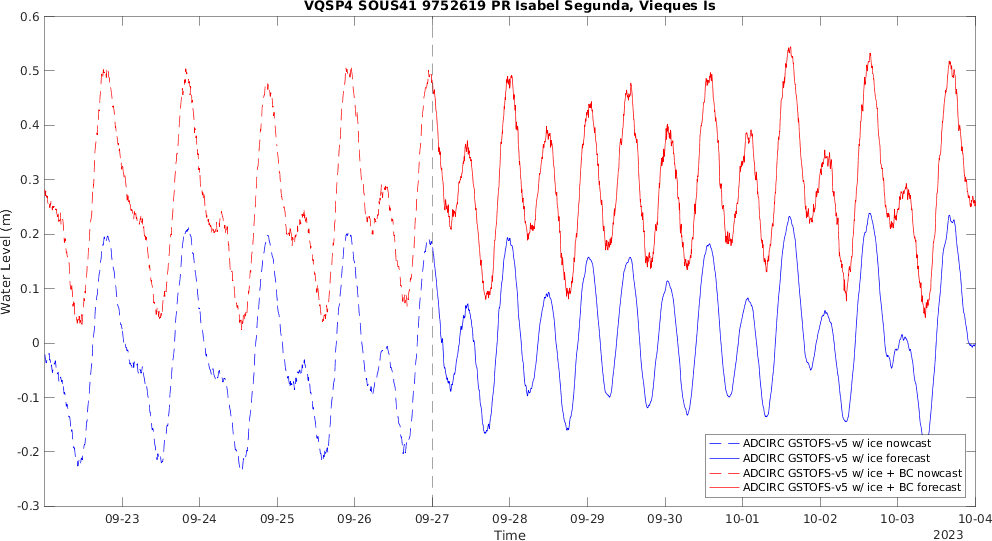 VQSP4 SOUS41 9752619 PR Isabel Segunda, Vieques Is
0.6
0.5
0.4
0.3
0.2
0.1
0
-0.1
-0.2
-0.3
Water Level (m)
ADCIRC GSTOFS-v5 w/ ice nowcast
ADCIRC GSTOFS-v5 w/ ice forecast
ADCIRC GSTOFS-v5 w/ ice + BC nowcast
ADCIRC GSTOFS-v5 w/ ice + BC forecast
09-23 09-24 09-25 09-26 09-27 09-28 09-29 09-30 10-01 10-02 10-03 10-04
Time
2023